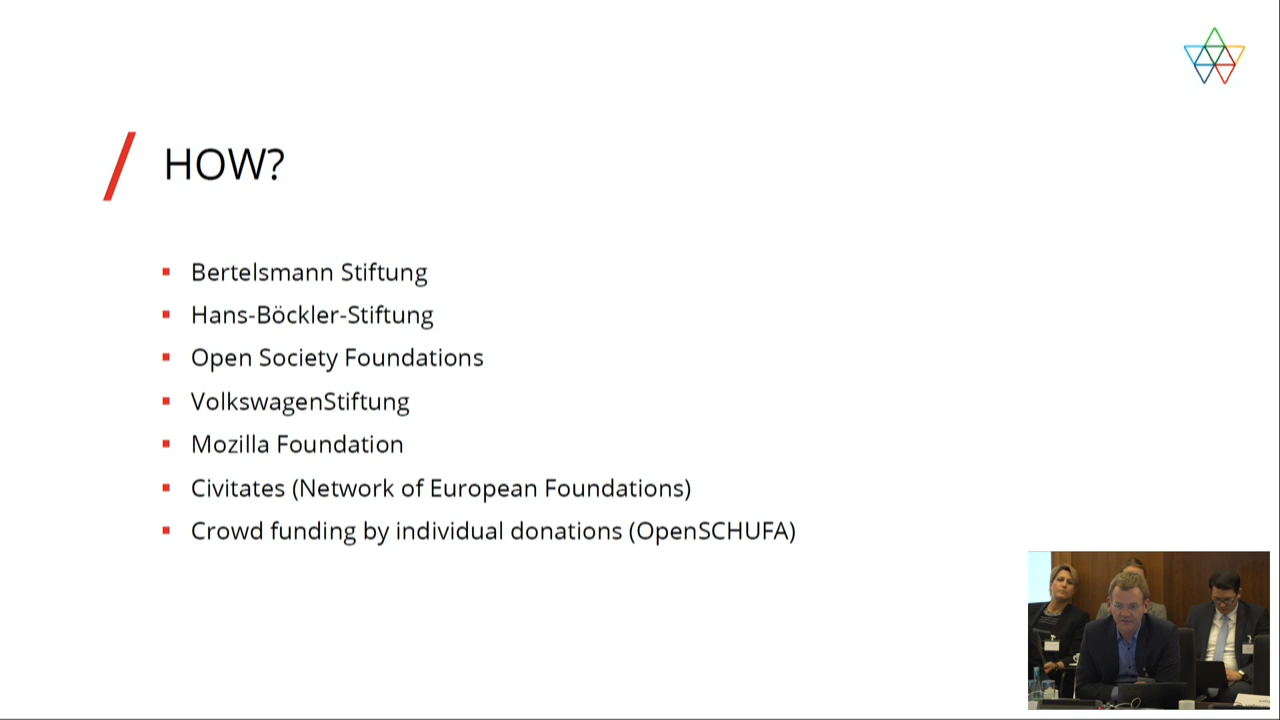 HOW?
Bertelsmann Stiftung
Hans-Böckler-Stiftung
Open Society Foundations
VolkswagenStiftung
Mozilla Foundation
Civitates (Network of European Foundations)
Crowd funding by individual donations (OpenSCHUFA)